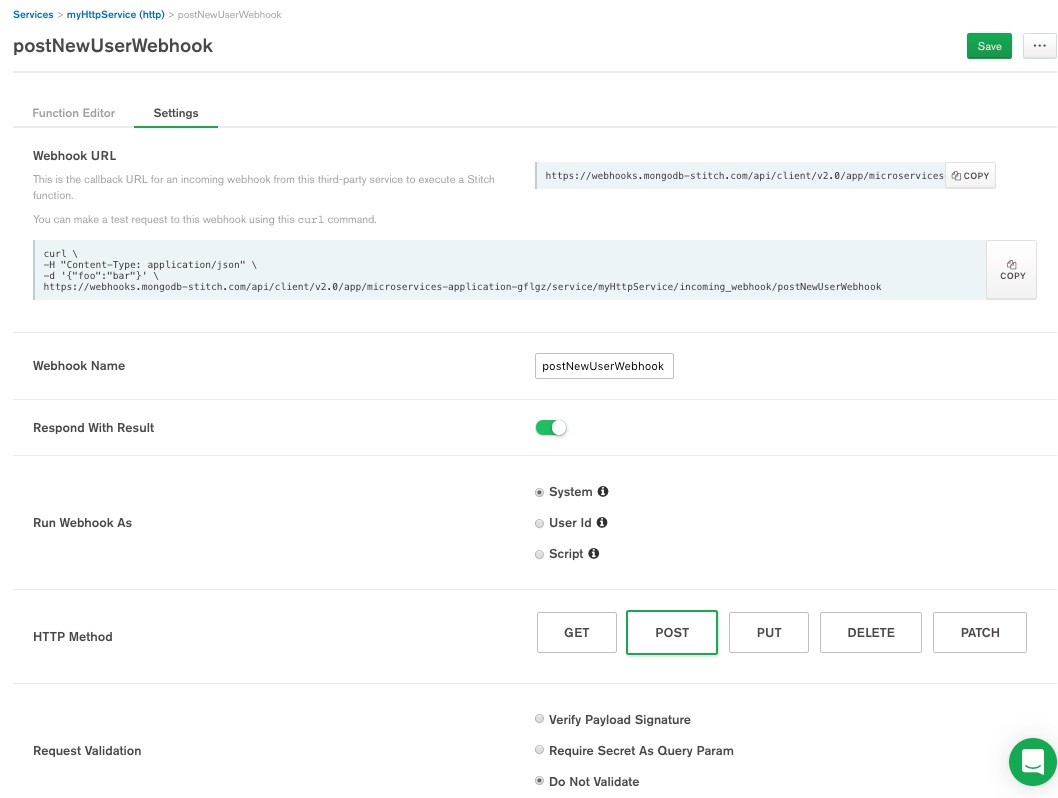 Services > myHttpService (http) > postNewUserWebhook
postNewUserWebhook
Save
...
Function Editor
Settings
Webhook URL
This is the callback URL for an incoming webhook from this third-party service to execute a Stitch
function.
https://webhooks.mongodb-stitch.com/api/client/v2.0/app/microservices
COPY
You can make a test request to this webhook using this curl command.
curl \
-H "Content-Type: application/json" \
-d '{"foo":"bar"}' \
https://webhooks.mongodb-stitch.com/api/client/v2.0/app/microservices-application-gflgz/service/myHttpService/incoming_webhook/postNewUserWebhook
COPY
Webhook Name
postNewUserWebhook
Respond With Result
Run Webhook As
System
User Id
Script
HTTP Method
GET
POST
PUT
DELETE
PATCH
Request Validation
Verify Payload Signature
Require Secret As Query Param
Do Not Validate